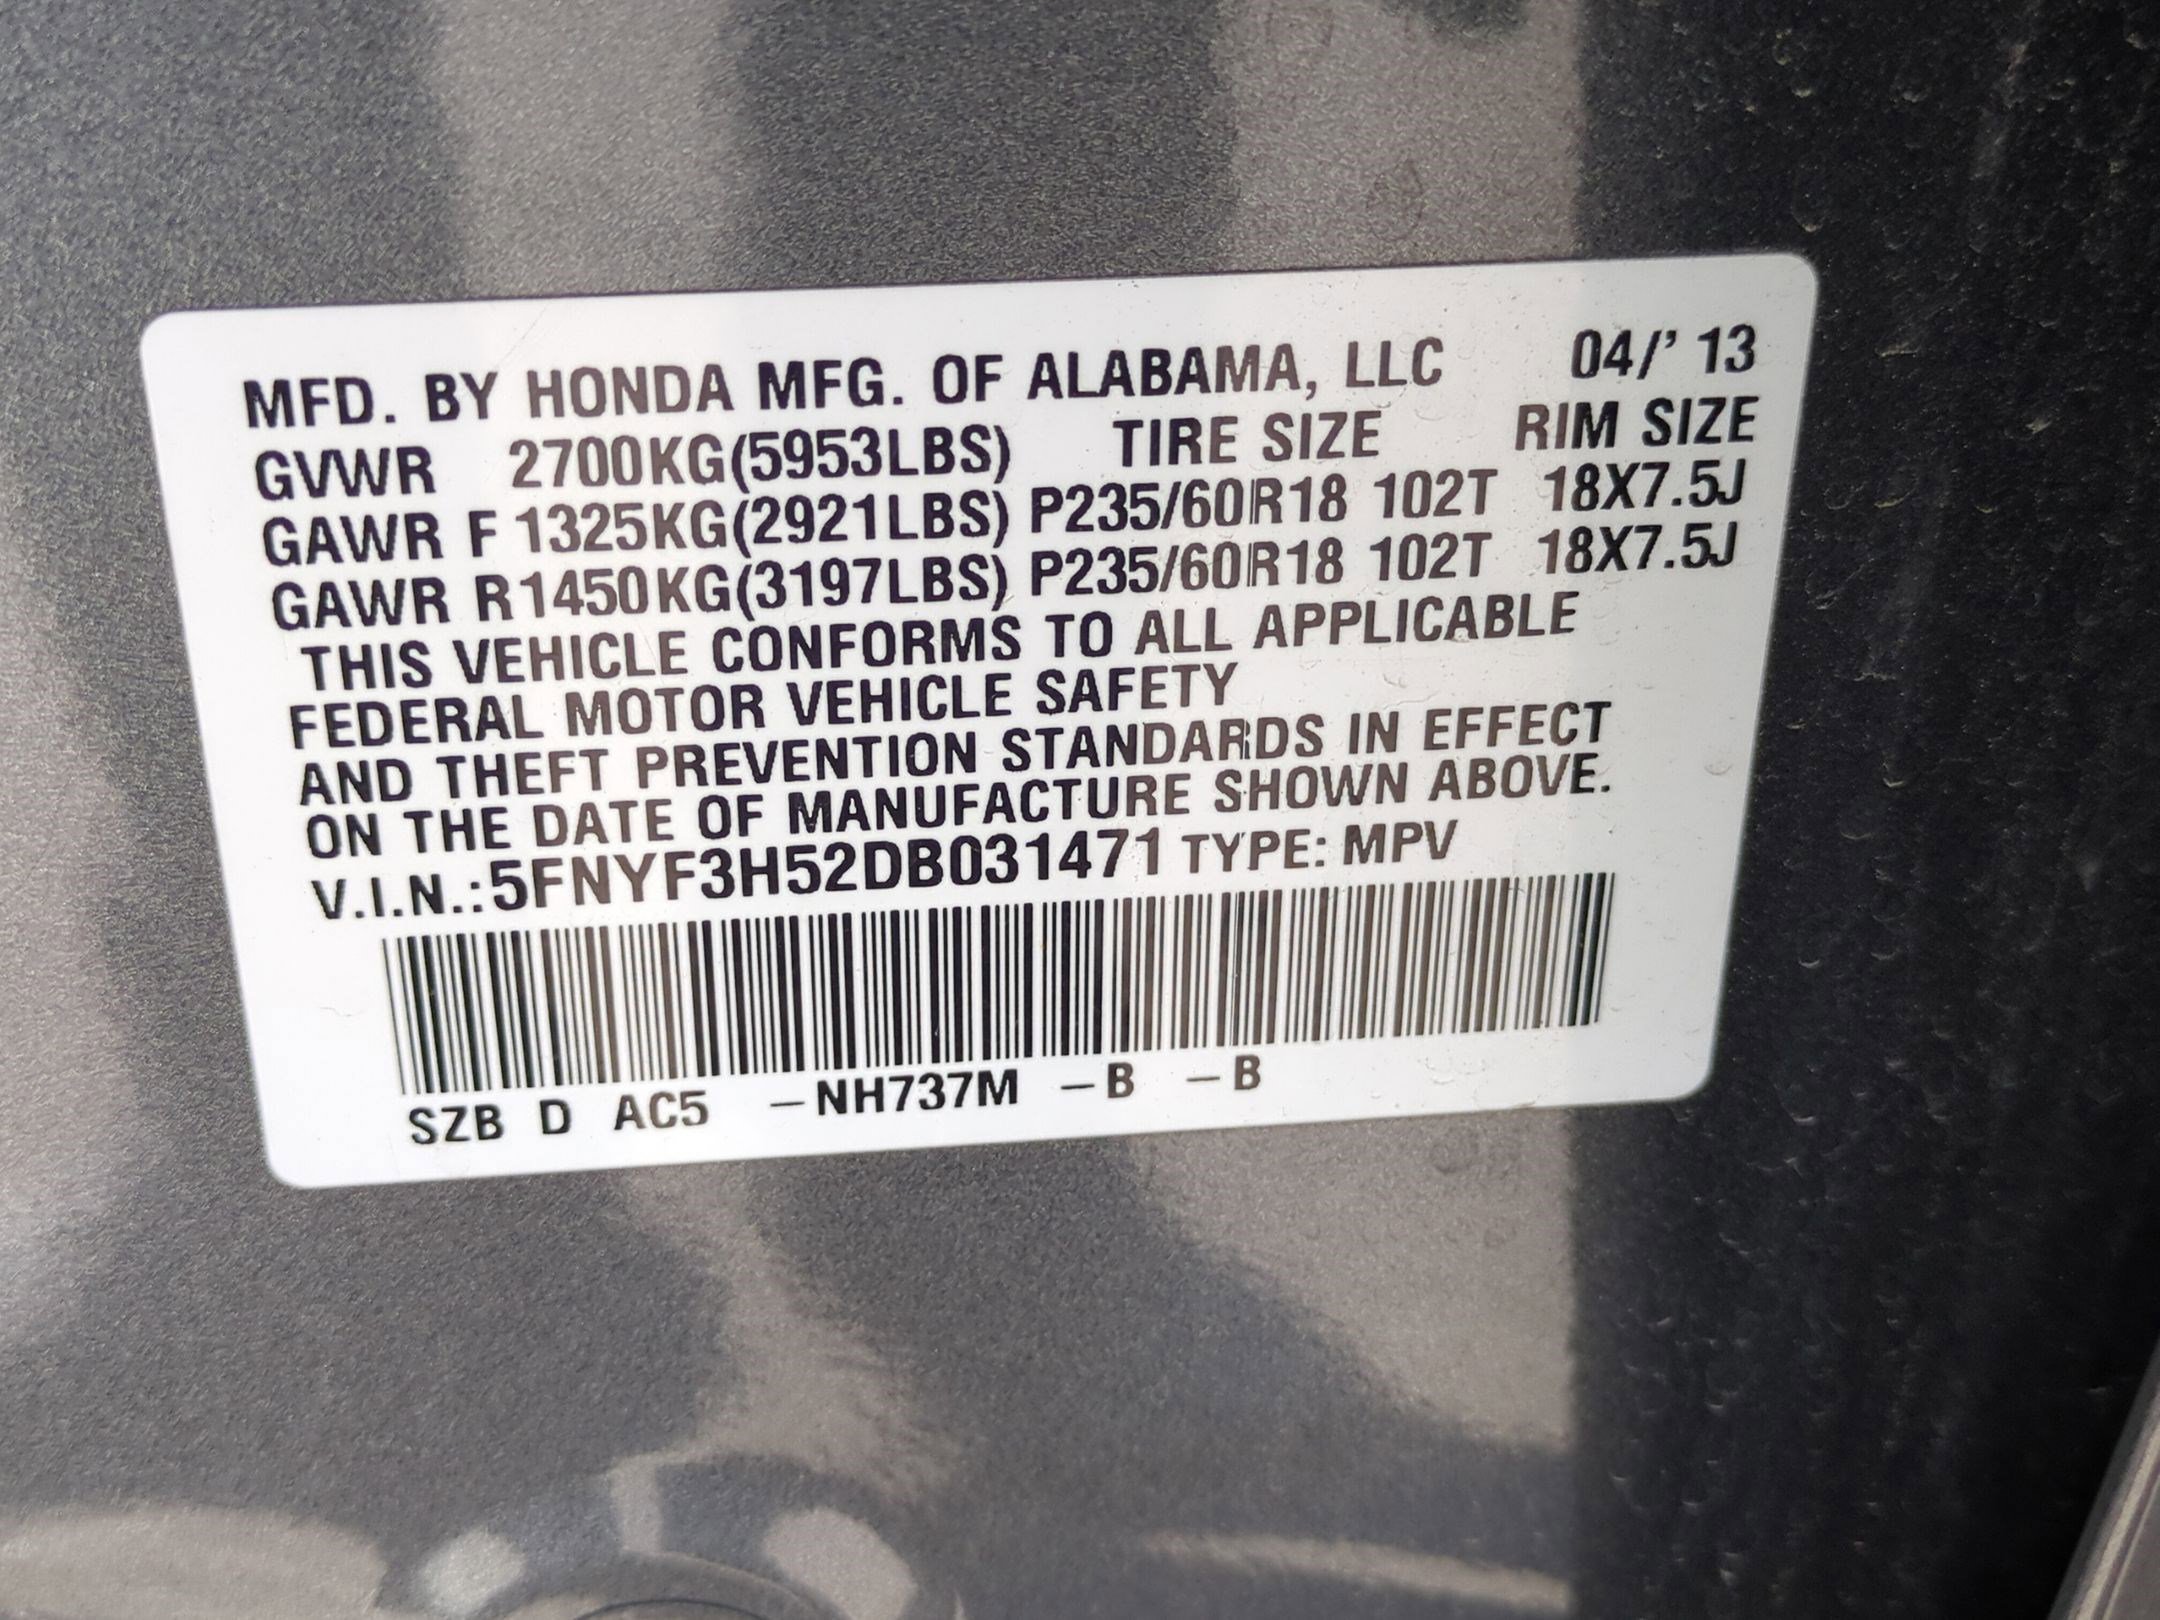 MFD. BY HONDA MFG. OF ALABAMA, LLC 04/' 13
GVWR 2700KG(5953LBS) TIRE SIZE RIM SIZE
GAWR F 1325KG(2921LBS) P235/60R18 102T 18X7.5J
GAWR R1450KG(3197LBS) P235/60R18 102T 18X7.5J
THIS VEHICLE CONFORMS TO ALL APPLICABLE
FEDERAL MOTOR VEHICLE SAFETY
AND THEFT PREVENTION STANDARDS IN EFFECT
ON THE DATE OF MANUFACTURE SHOWN ABOVE.
V.I.N.:5FNYF3H52DB031471 TYPE: MPV
SZB D AC5 –NH737M –B –B